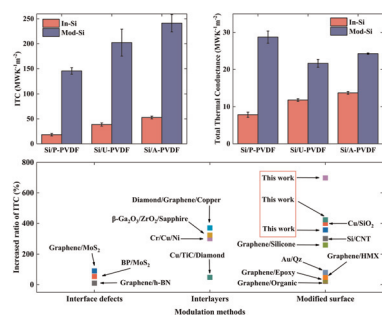 In-Si
Mod-Si
ITC (MWK⁻¹m⁻²)
250
200
150
100
50
0
Si/P-PVDF
Si/U-PVDF
Si/A-PVDF
In-Si
Mod-Si
Total Thermal Conductance (MWK⁻¹m⁻²)
40
30
20
10
0
Si/P-PVDF
Si/U-PVDF
Si/A-PVDF
Increased ratio of ITC (%)
800
600
400
200
0
Graphene/MoS₂
BP/MoS₂
Graphene/h-BN
Diamond/Graphene/Copper
β-Ga₂O₃/ZrO₂/Sapphire
Cr/Cu/Ni
Cu/TiC/Diamond
This work
This work
This work
Cu/SiO₂
Si/CNT
Graphene/Silicone
Au/Qz
Graphene/HMX
Graphene/Epoxy
Graphene/Organic
Interface defects
Interlayers
Modified surface
Modulation methods